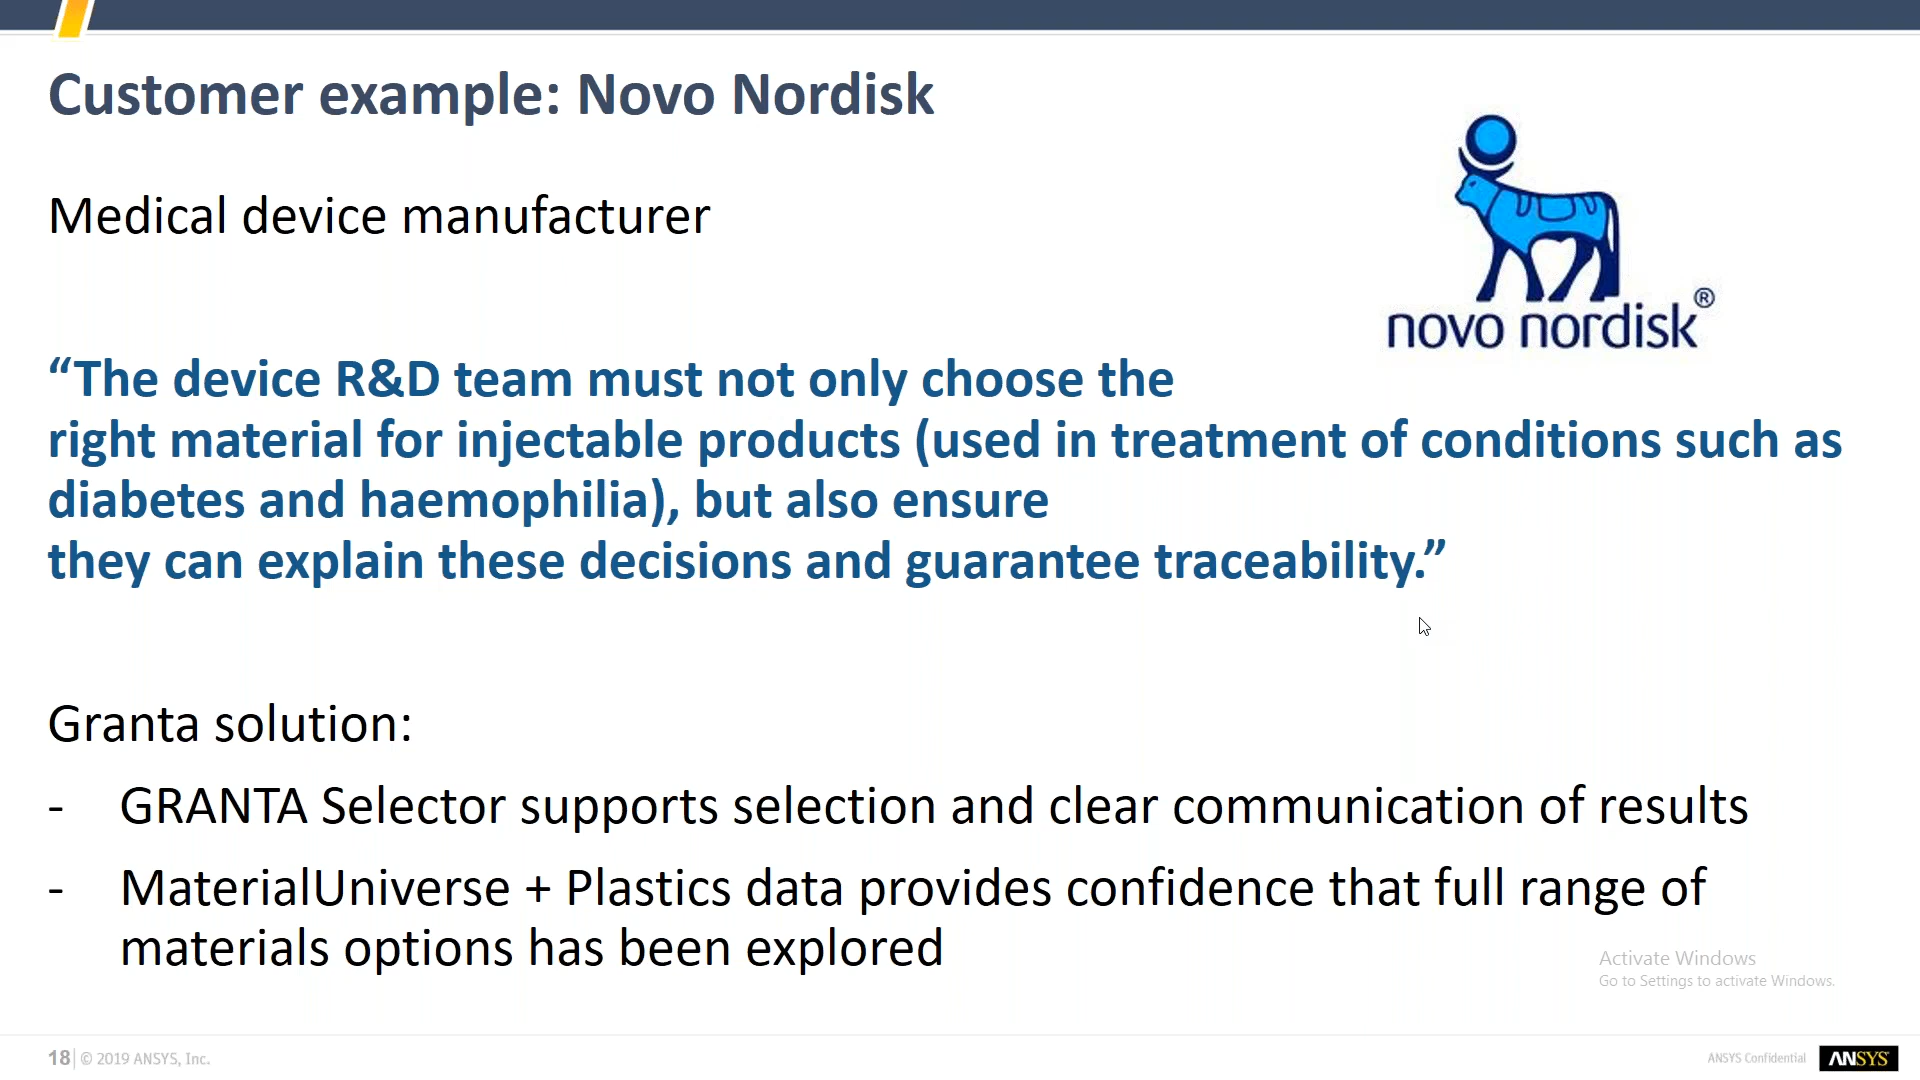 Customer example: Novo Nordisk
Medical device manufacturer
novo nordisk®
“The device R&D team must not only choose the
right material for injectable products (used in treatment of conditions such as
diabetes and haemophilia), but also ensure
they can explain these decisions and guarantee traceability.”
Granta solution:
- GRANTA Selector supports selection and clear communication of results
- MaterialUniverse + Plastics data provides confidence that full range of
materials options has been explored
Activate Windows
Go to Settings to activate Windows.
18 © 2019 ANSYS, Inc.
ANSYS Confidential
ANSYS